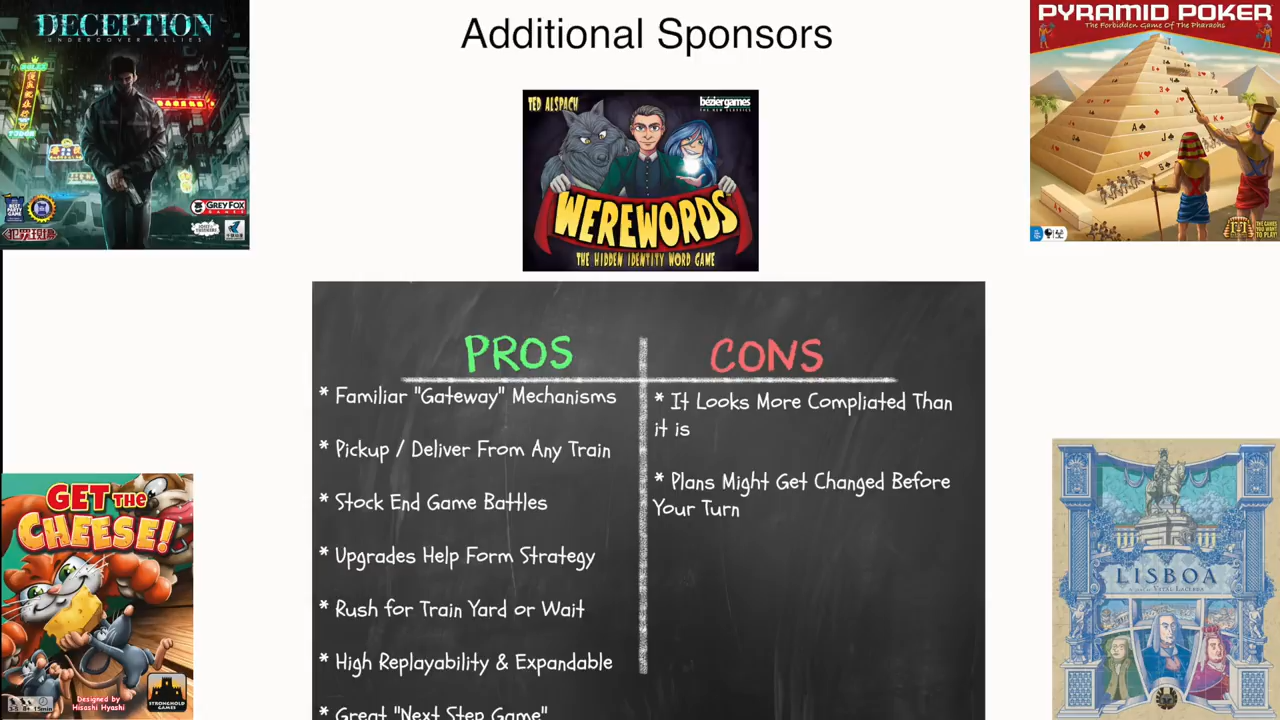 DECEPTION
UNDERCOVER ALLIES
GREY FOX
GAMES
Additional Sponsors
TED ALSPACH
béziergames
WEREWORDS
THE HIDDEN IDENTITY WORD GAME
PYRAMID POKER
The Forbidden Game Of The Pharaohs
PROS
* Familiar "Gateway" Mechanisms
* Pickup / Deliver From Any Train
* Stock End Game Battles
* Upgrades Help Form Strategy
* Rush for Train Yard or Wait
* High Replayability & Expandable
* Great "Next Step Game"
CONS
* It Looks More Compliated Than
it is
* Plans Might Get Changed Before
Your Turn
GET THE
CHEESE!
Designed by
Hisashi Hyashi
STRONGHOLD
GAMES
LISBOA